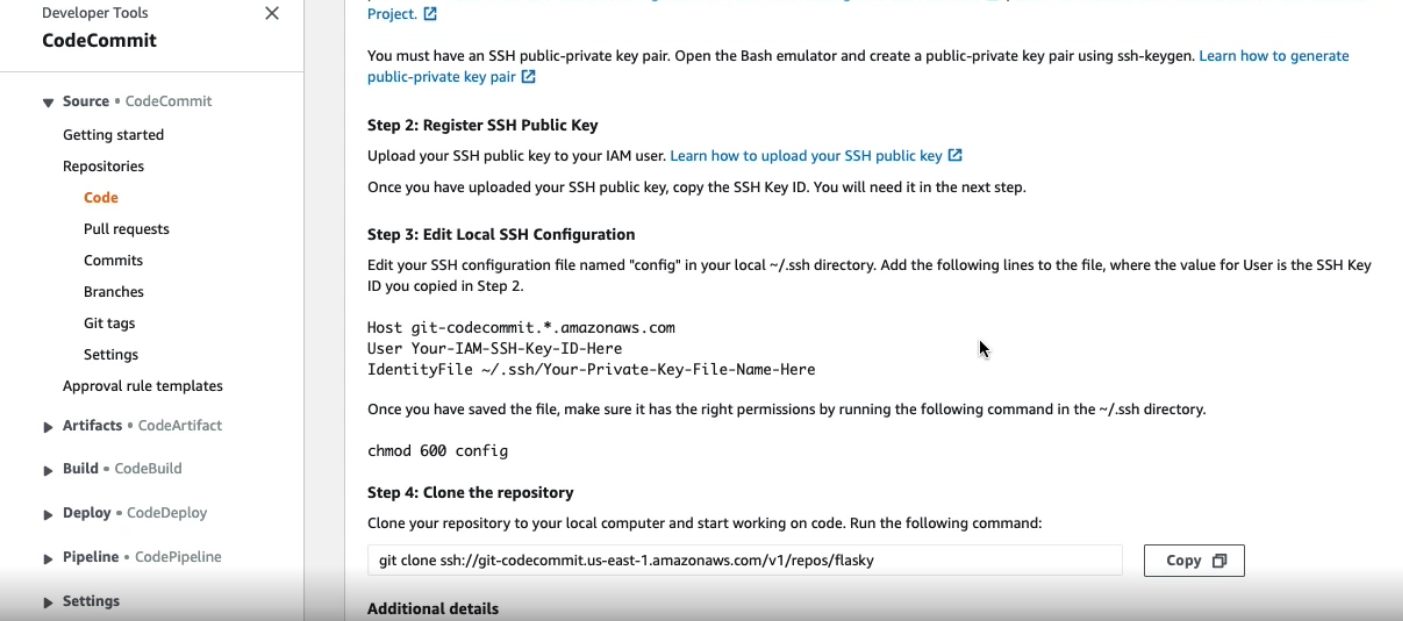 Developer Tools
CodeCommit
Source • CodeCommit
Getting started
Repositories
Code
Pull requests
Commits
Branches
Git tags
Settings
Approval rule templates
Artifacts • CodeArtifact
Build • CodeBuild
Deploy • CodeDeploy
Pipeline • CodePipeline
Settings
Project.
You must have an SSH public-private key pair. Open the Bash emulator and create a public-private key pair using ssh-keygen. Learn how to generate
public-private key pair
Step 2: Register SSH Public Key
Upload your SSH public key to your IAM user. Learn how to upload your SSH public key
Once you have uploaded your SSH public key, copy the SSH Key ID. You will need it in the next step.
Step 3: Edit Local SSH Configuration
Edit your SSH configuration file named "config" in your local ~/.ssh directory. Add the following lines to the file, where the value for User is the SSH Key
ID you copied in Step 2.
Host git-codecommit.*.amazonaws.com
User Your-IAM-SSH-Key-ID-Here
IdentityFile ~/.ssh/Your-Private-Key-File-Name-Here
Once you have saved the file, make sure it has the right permissions by running the following command in the ~/.ssh directory.
chmod 600 config
Step 4: Clone the repository
Clone your repository to your local computer and start working on code. Run the following command:
git clone ssh://git-codecommit.us-east-1.amazonaws.com/v1/repos/flasky
Copy
Additional details